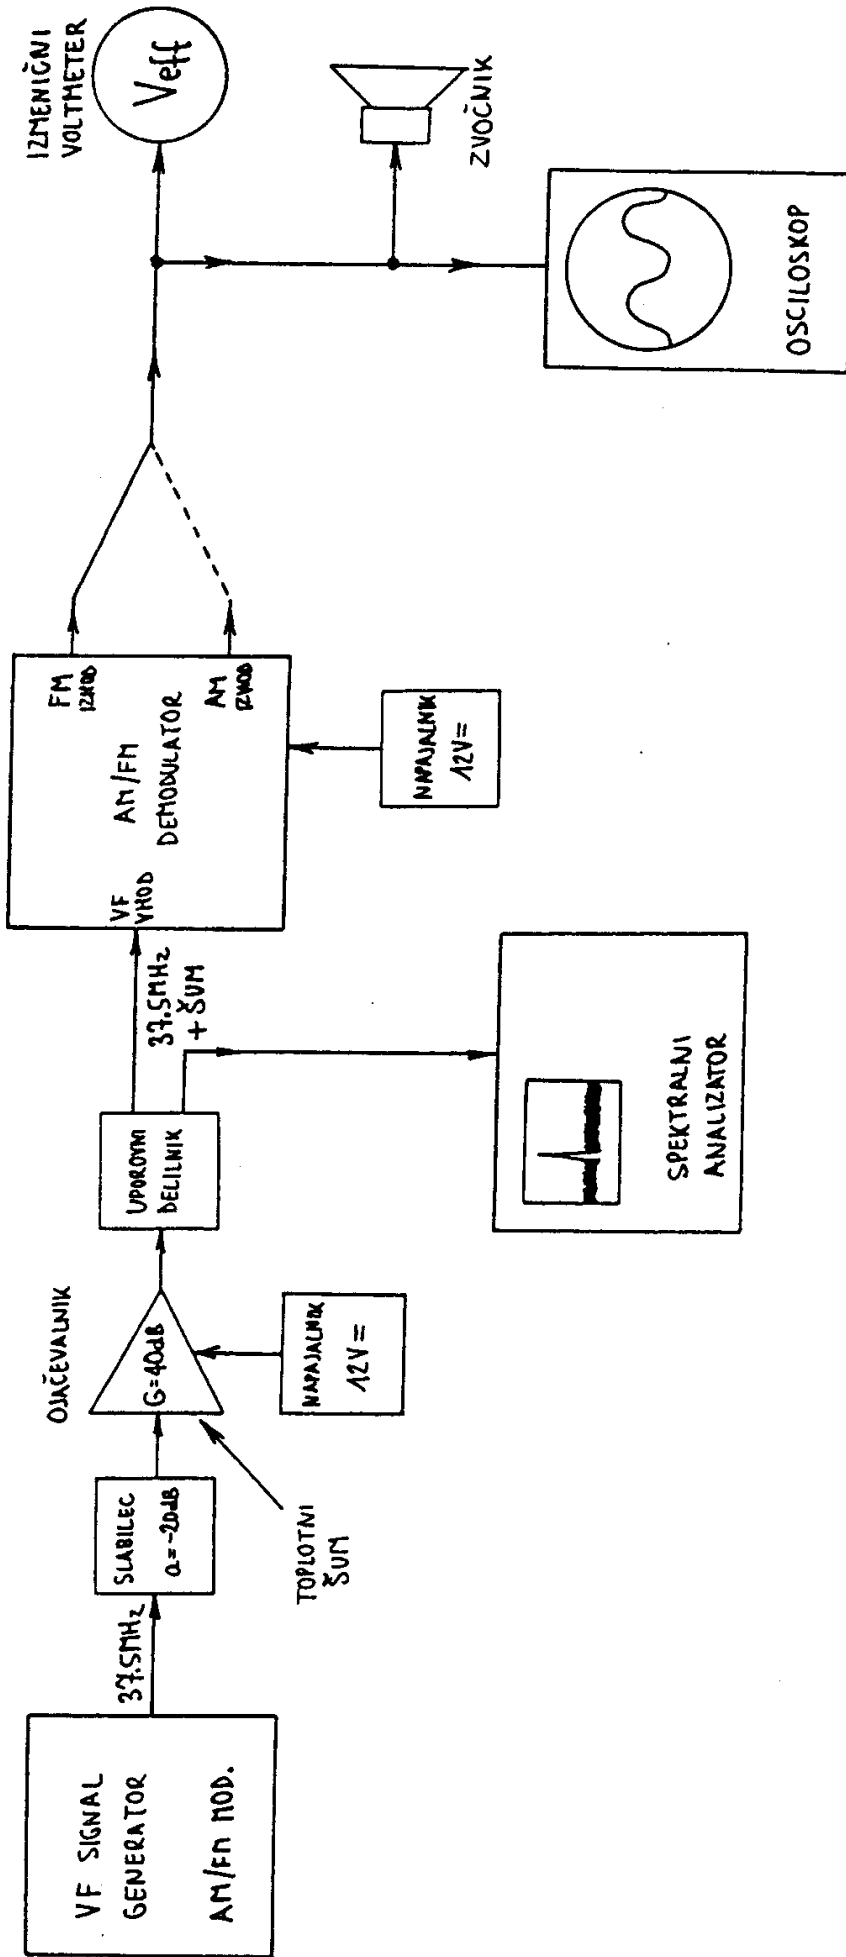 VF SIGNAL
GENERATOR
AM/FM MOD.
37.5MHz
SLABILEC
a=-20dB
OJAČEVALNIK
G=40dB
TOPLOTNI
ŠUM
NAPAJALNIK
12V=
UPOROVNI
DELILNIK
37.5MHz
+ ŠUM
SPEKTRALNI
ANALIZATOR
VF
VHOD
AM/FM
DEMODULATOR
FM
IZHOD
AM
IZHOD
NAPAJALNIK
12V=
IZMENIČNI
VOLTMETER
Veff
ZVOČNIK
OSCILOSKOP